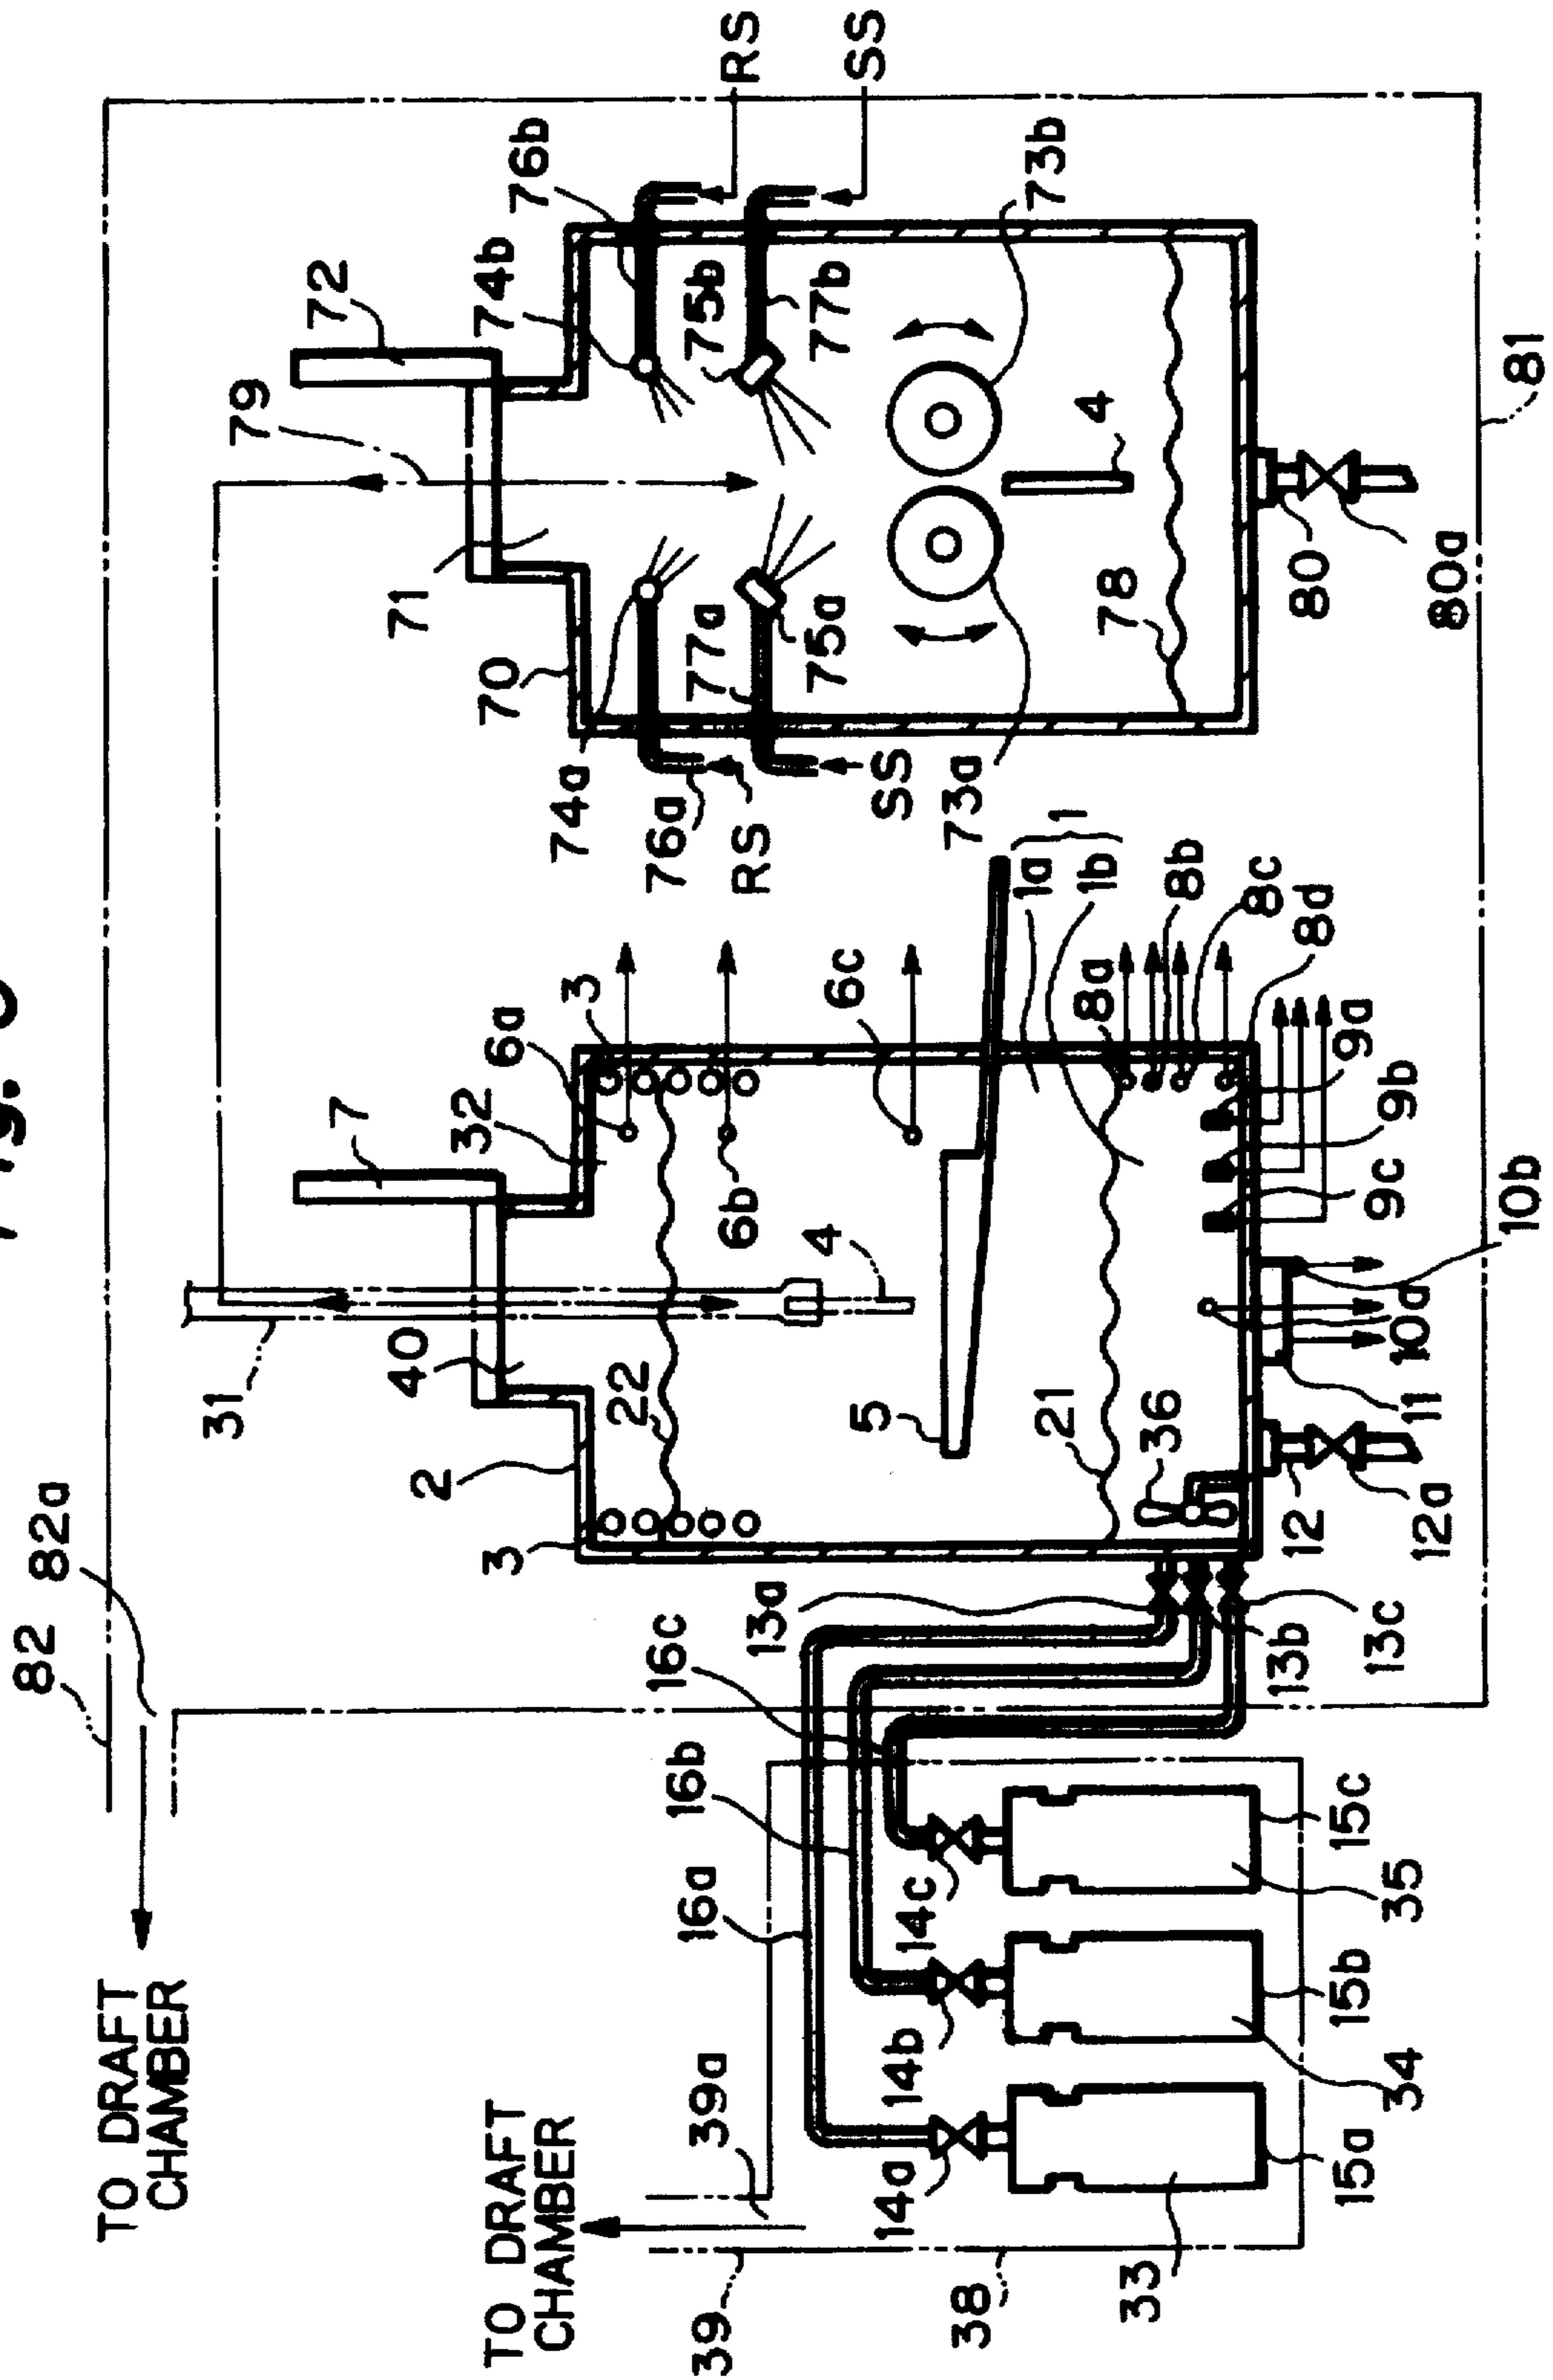 82
82a
TO DRAFT
CHAMBER
31
79
72
7
40
71
2
32
70
74b
3
6a
TO DRAFT
CHAMBER
76b
74a
3
22
16c
76a
16b
16a
77a
75b
39a
39
6b
RS
RS
13a
4
75a
77b
6c
SS
5
SS
14a
14b
14c
38
73a
73b
1a
21
1
4
8a
1b
78
33
36
8b
8c
13b
12
8d
80
15a
15b
15c
9a
13c
9c
9b
34
35
10a
11
12a
80a
10b
81